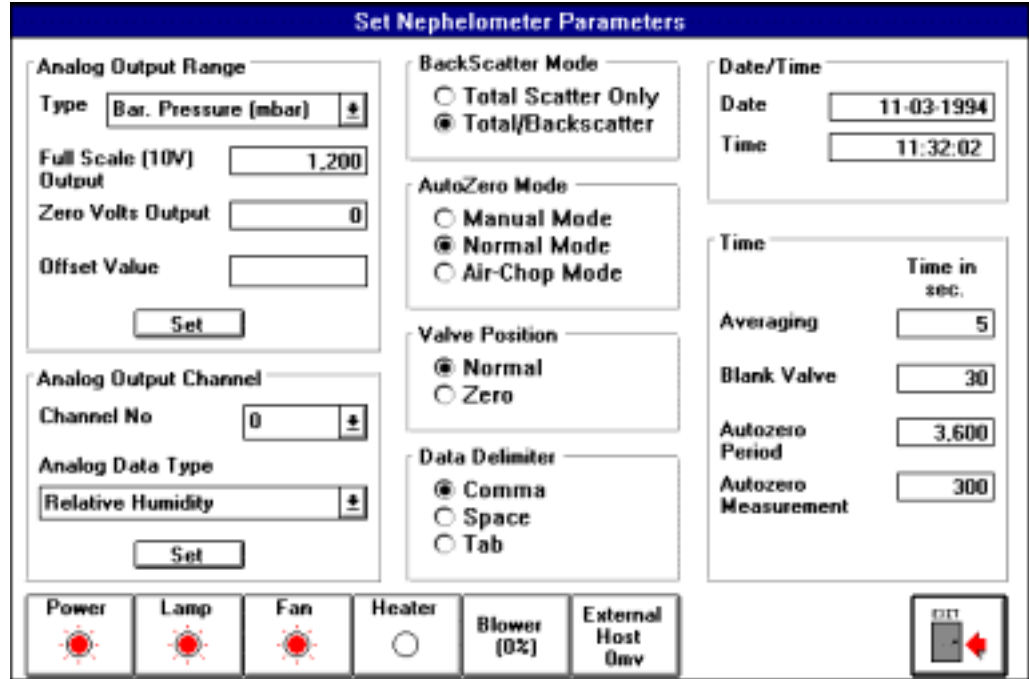 Set Nephelometer Parameters
Analog Output Range
Type
Bar. Pressure (mbar)
Full Scale (10V)
Output
1,200
Zero Volts Output
0
Offset Value
Set
Analog Output Channel
Channel No
0
Analog Data Type
Relative Humidity
Set
BackScatter Mode
Total Scatter Only
Total/Backscatter
AutoZero Mode
Manual Mode
Normal Mode
Air-Chop Mode
Valve Position
Normal
Zero
Data Delimiter
Comma
Space
Tab
Date/Time
Date
11-03-1994
Time
11:32:02
Time
Time in
sec.
Averaging
5
Blank Valve
30
Autozero
Period
3,600
Autozero
Measurement
300
Power
Lamp
Fan
Heater
Blower
(0%)
External
Host
0mv
EXIT